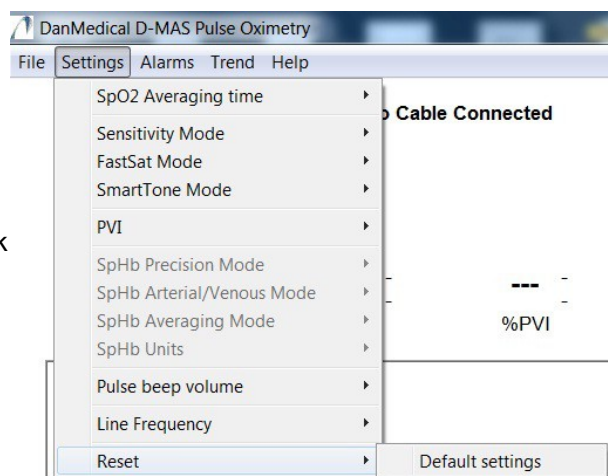 DanMedical D-MAS Pulse Oximetry
File Settings Alarms Trend Help
SpO2 Averaging time
Cable Connected
Sensitivity Mode
FastSat Mode
SmartTone Mode
PVI
SpHb Precision Mode
SpHb Arterial/Venous Mode
---
SpHb Averaging Mode
%PVI
SpHb Units
Pulse beep volume
Line Frequency
Reset
Default settings